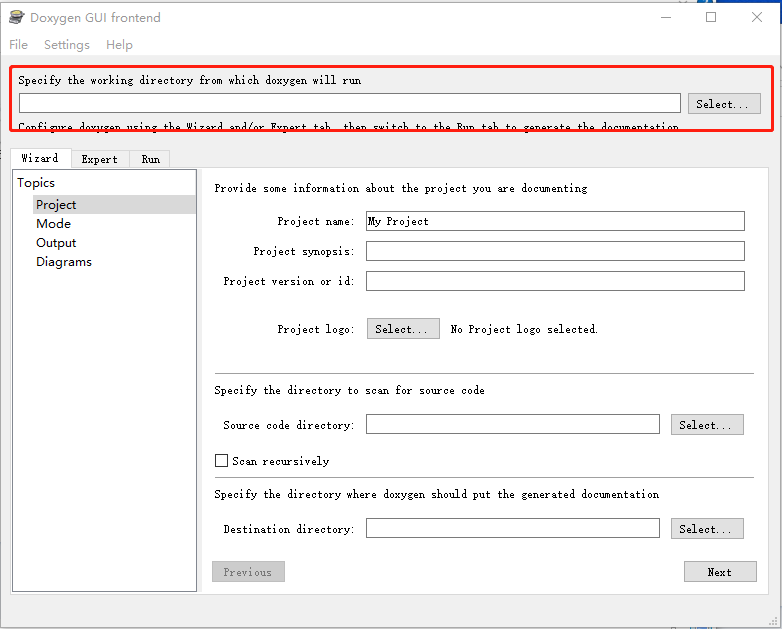 Doxygen GUI frontend
File Settings Help
Specify the working directory from which doxygen will run
Select...
Configure doxygen using the Wizard and/or Expert tab, then switch to the Run tab to generate the documentation
Wizard Expert Run
Topics
Project
Mode
Output
Diagrams
Provide some information about the project you are documenting
Project name: My Project
Project synopsis:
Project version or id:
Project logo: Select... No Project logo selected.
Specify the directory to scan for source code
Source code directory: Select...
Scan recursively
Specify the directory where doxygen should put the generated documentation
Destination directory: Select...
Previous Next